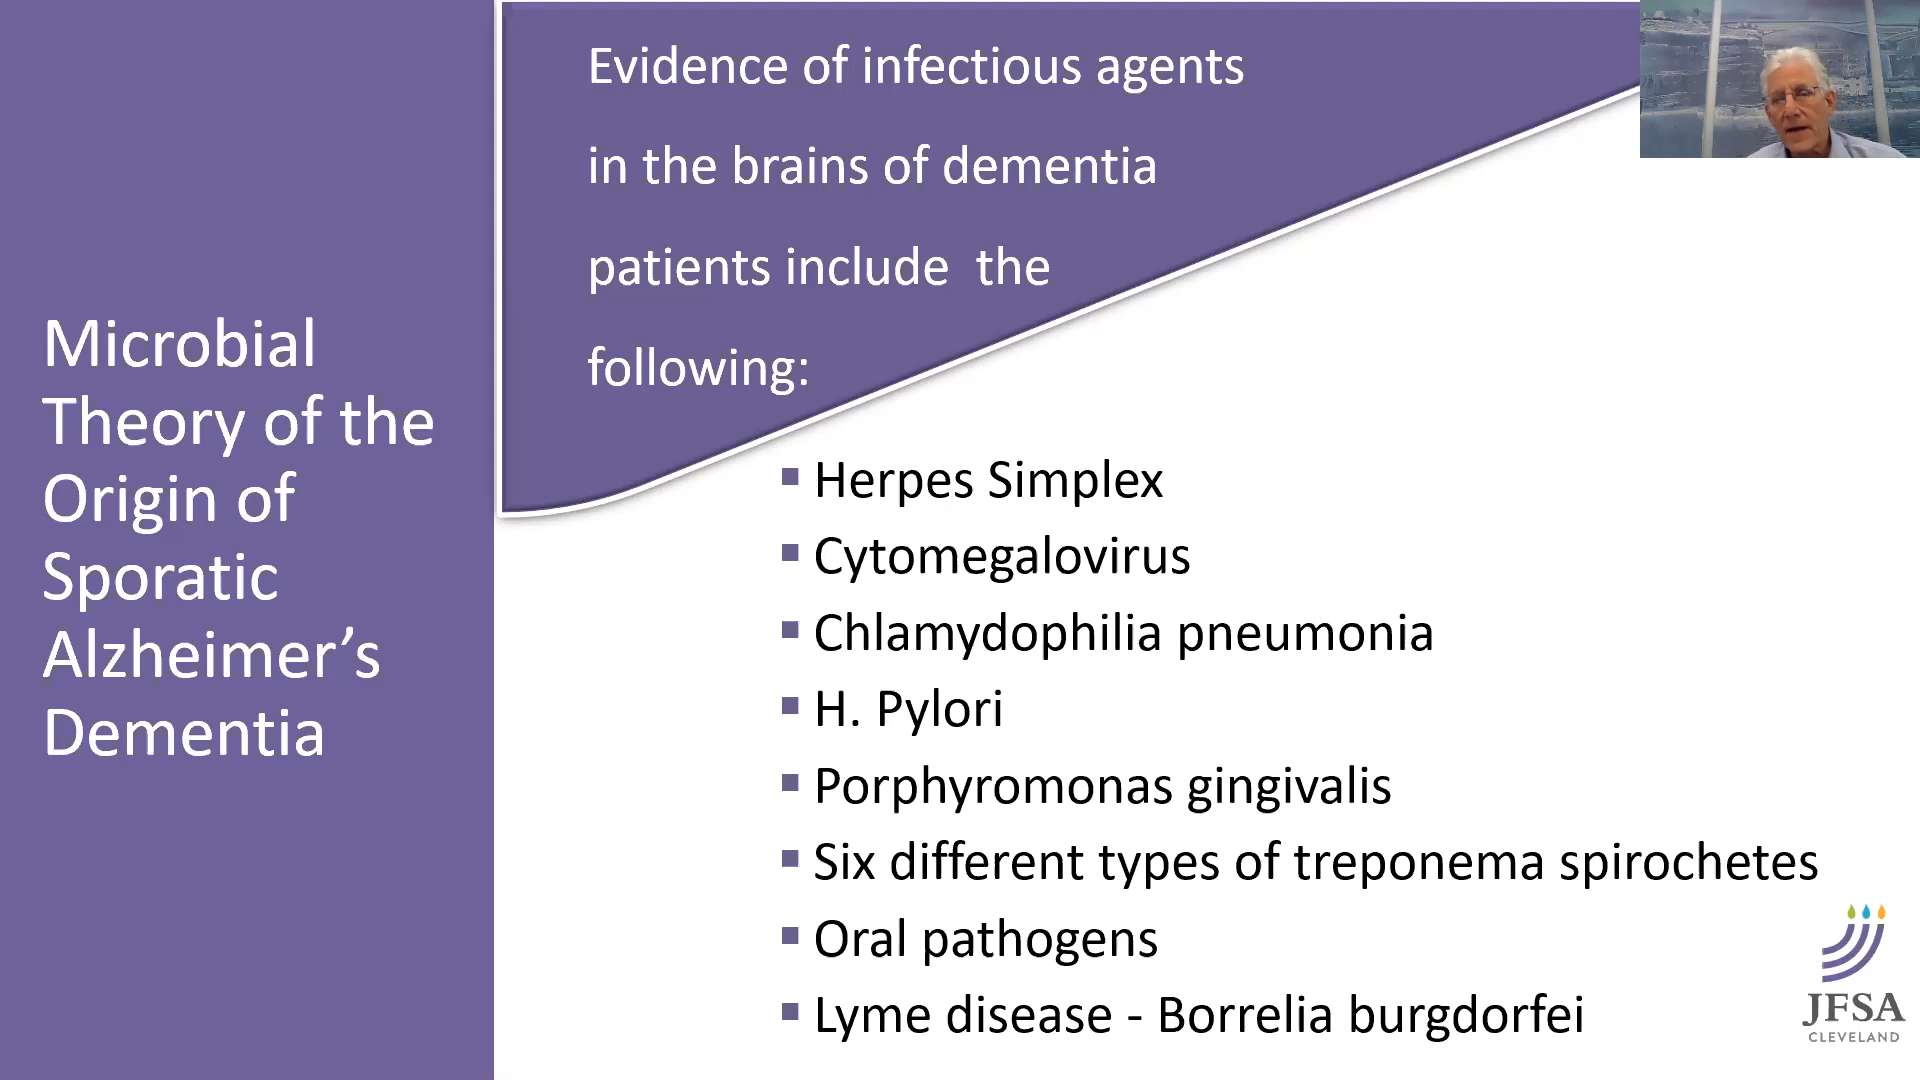 Microbial
Theory of the
Origin of
Sporatic
Alzheimer’s
Dementia
Evidence of infectious agents
in the brains of dementia
patients include the
following:
Herpes Simplex
Cytomegalovirus
Chlamydophilia pneumonia
H. Pylori
Porphyromonas gingivalis
Six different types of treponema spirochetes
Oral pathogens
Lyme disease - Borrelia burgdorfei
JFSA
CLEVELAND